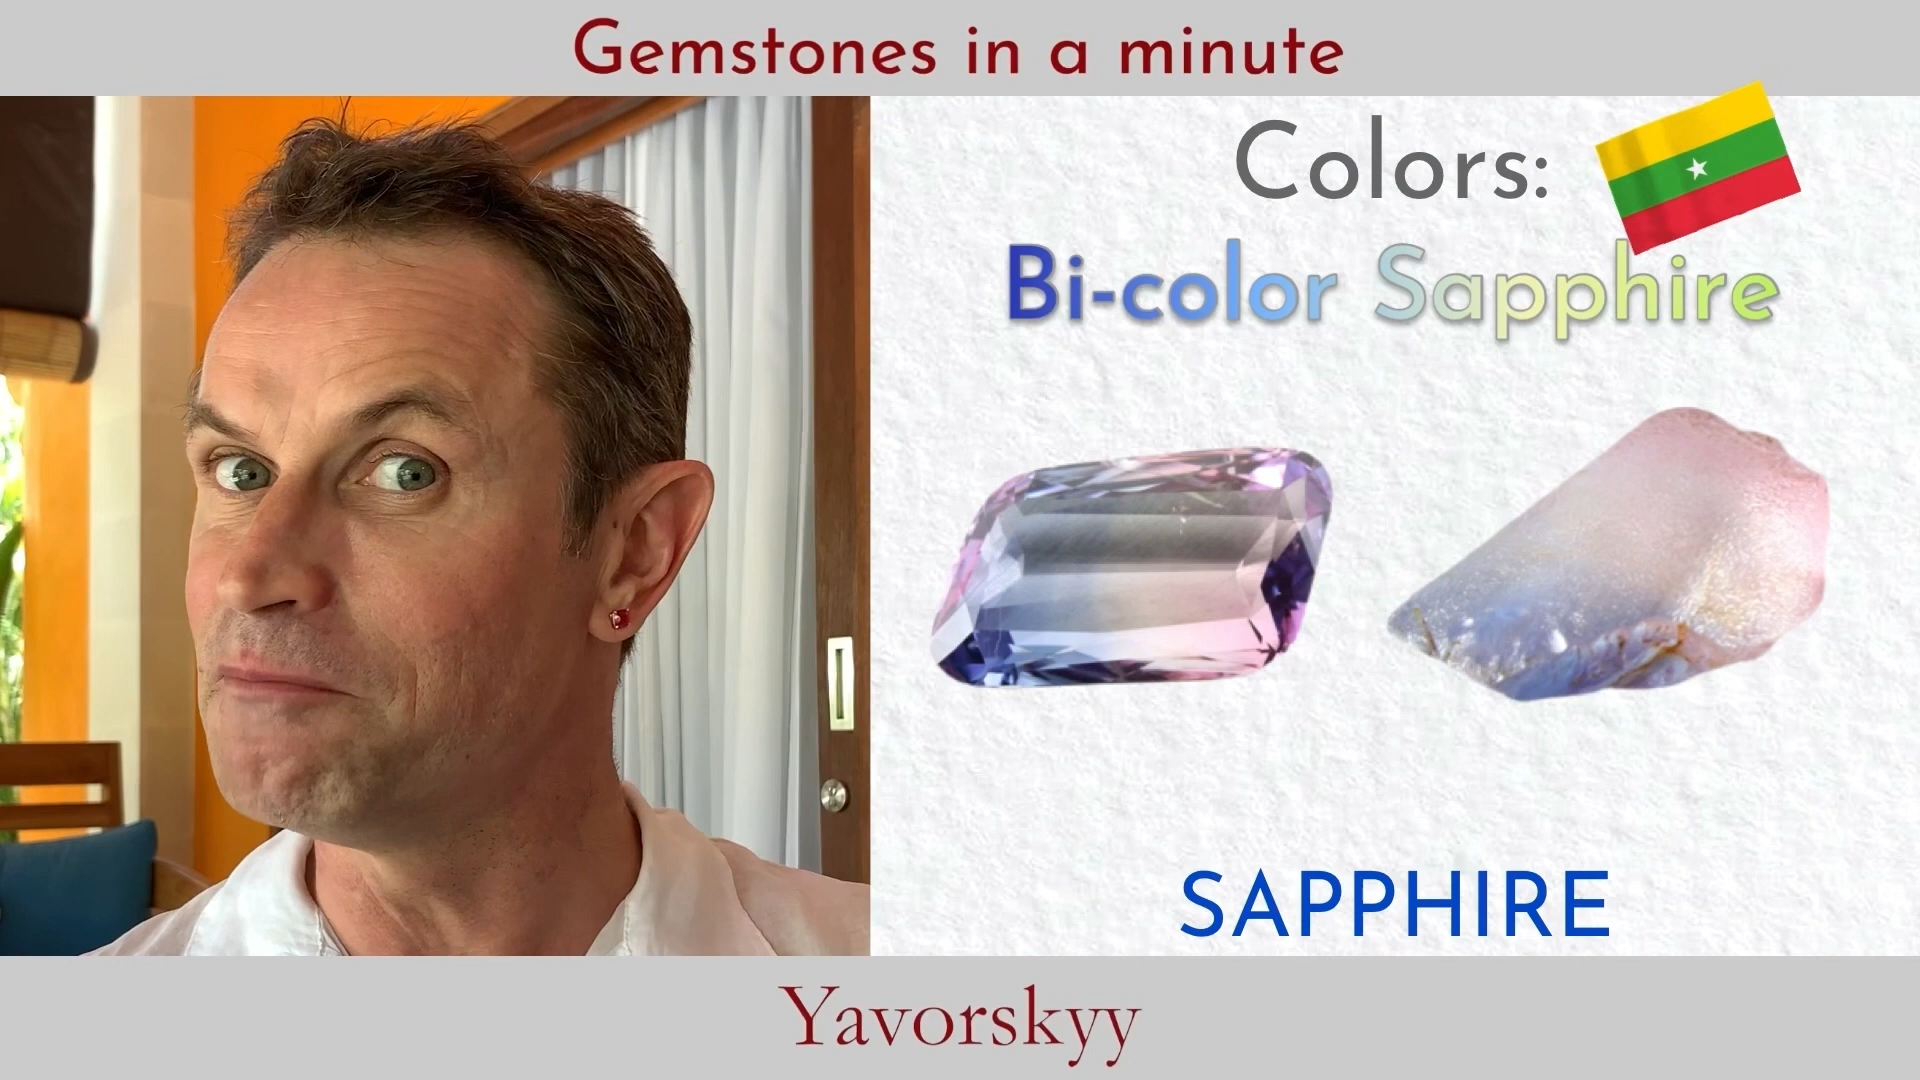 Gemstones in a minute
Colors:
Bi-color Sapphire
SAPPHIRE
Yavorskyy